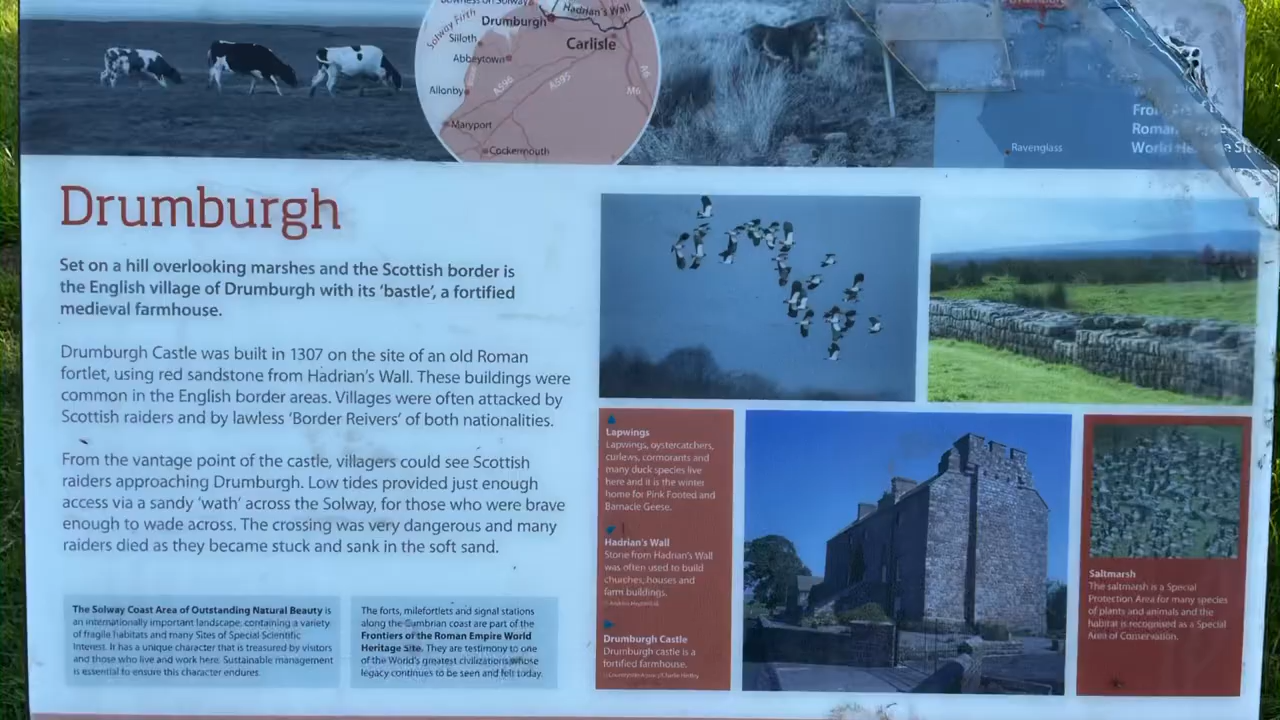 Hadrian's Wall
Solway Firth
Drumburgh
Silloth
Carlisle
Abbeytown
A596
A595
A6
Allonby
M6
Maryport
Cockermouth
Roman
World
Ravenglass
Drumburgh
Set on a hill overlooking marshes and the Scottish border is
the English village of Drumburgh with its 'bastle', a fortified
medieval farmhouse.
Drumburgh Castle was built in 1307 on the site of an old Roman
fortlet, using red sandstone from Hadrian's Wall. These buildings were
common in the English border areas. Villages were often attacked by
Scottish raiders and by lawless 'Border Reivers' of both nationalities.
From the vantage point of the castle, villagers could see Scottish
raiders approaching Drumburgh. Low tides provided just enough
access via a sandy 'wath' across the Solway, for those who were brave
enough to wade across. The crossing was very dangerous and many
raiders died as they became stuck and sank in the soft sand.
The Solway Coast Area of Outstanding Natural Beauty is
an internationally important landscape, containing a variety
of fragile habitats and many Sites of Special Scientific
Interest. It has a unique character that is treasured by visitors
and those who live and work here. Sustainable management
is essential to ensure this character endures.
The forts, milefortlets and signal stations
along the Cumbrian coast are part of the
Frontiers of the Roman Empire World
Heritage Site. They are testimony to one
of the World's greatest civilizations whose
legacy continues to be seen and felt today.
Lapwings
Lapwings, oystercatchers,
curlews, cormorants and
many duck species live
here and it is the winter
home for Pink Footed and
Barnacle Geese.
Hadrian's Wall
Stone from Hadrian's Wall
was often used to build
churches, houses and
farm buildings.
Drumburgh Castle
Drumburgh castle is a
fortified farmhouse.
Saltmarsh
The saltmarsh is a Special
Protection Area for many species
of plants and animals and the
habitat is recognised as a Special
Area of Conservation.